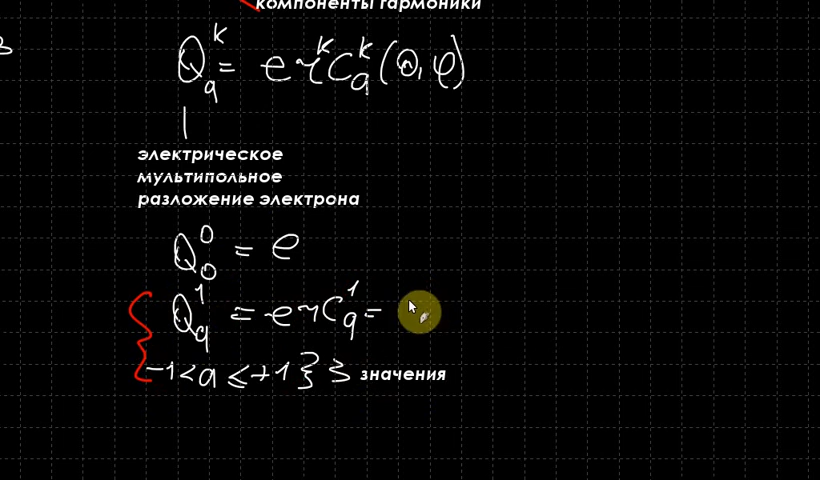 компоненты гармоники
Q_q^k = e r^k C_q^k (Θ, φ)
электрическое
мультипольное
разложение электрона
Q_0^0 = e
Q_q^1 = e r C_q^1 =
-1 < q ≤ +1 } 3 значения